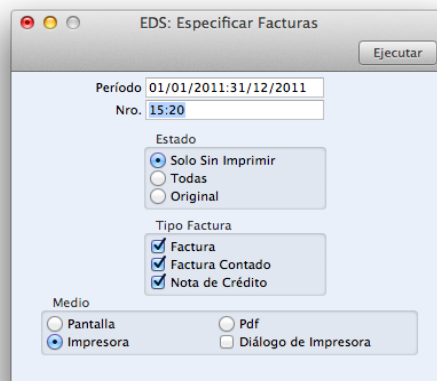 EDS: Especificar Facturas
Ejecutar
Período 01/01/2011:31/12/2011
Nro. 15:20
Estado
Solo Sin Imprimir
Todas
Original
Tipo Factura
Factura
Factura Contado
Nota de Crédito
Medio
Pantalla Pdf
Impresora Diálogo de Impresora